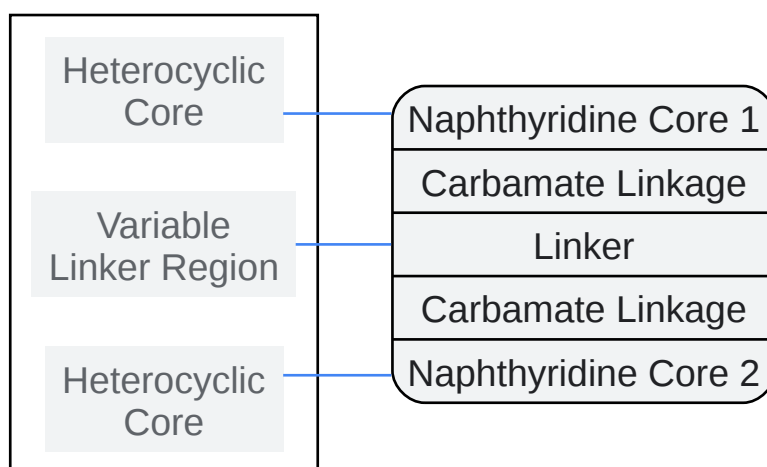 Heterocyclic
Core
Variable
Linker Region
Heterocyclic
Core
Naphthyridine Core 1
Carbamate Linkage
Linker
Carbamate Linkage
Naphthyridine Core 2